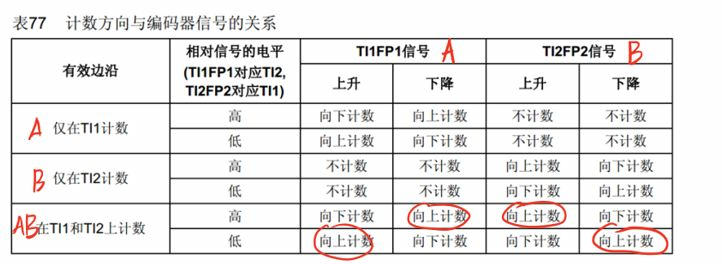 表77 计数方向与编码器信号的关系
有效边沿 相对信号的电平 (TI1FP1对应TI2, TI2FP2对应TI1) TI1FP1信号 A TI2FP2信号 B
上升 下降 上升 下降
A 仅在TI1计数 高 向下计数 向上计数 不计数 不计数
低 向上计数 向下计数 不计数 不计数
B 仅在TI2计数 高 不计数 不计数 向上计数 向下计数
低 不计数 不计数 向下计数 向上计数
AB 在TI1和TI2上计数 高 向下计数 向上计数 向上计数 向下计数
低 向上计数 向下计数 向下计数 向上计数